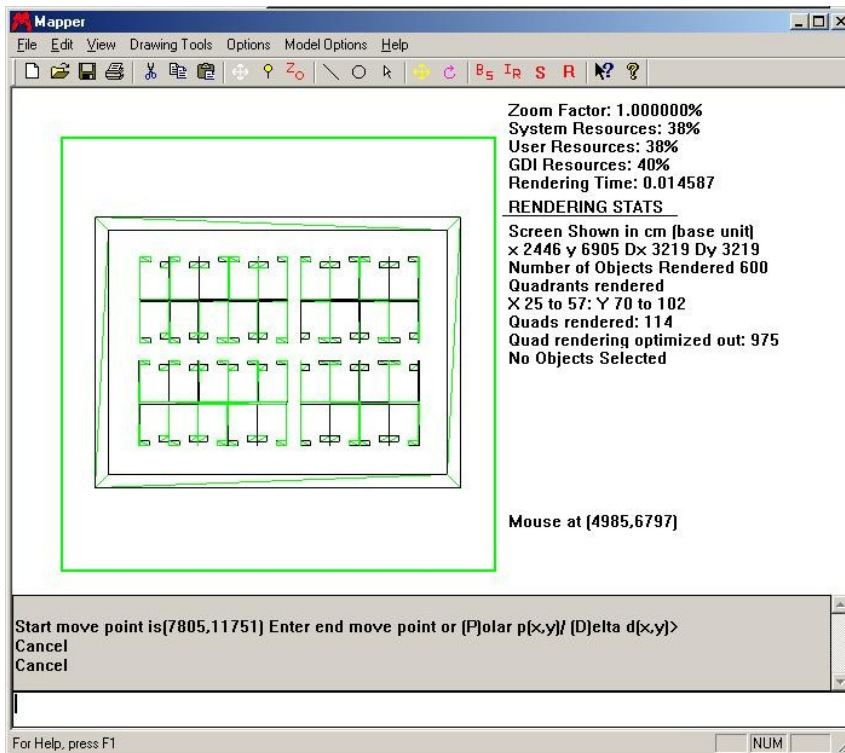 Mapper
File Edit View Drawing Tools Options Model Options Help
Zo Bs IR S R
Zoom Factor: 1.000000%
System Resources: 38%
User Resources: 38%
GDI Resources: 40%
Rendering Time: 0.014587
RENDERING STATS
Screen Shown in cm (base unit)
x 2446 y 6905 Dx 3219 Dy 3219
Number of Objects Rendered 600
Quadrants rendered
X 25 to 57: Y 70 to 102
Quads rendered: 114
Quad rendering optimized out: 975
No Objects Selected
Mouse at (4985,6797)
Start move point is(7805,11751) Enter end move point or (P)olar p(x,y)/ (D)elta d(x,y)>
Cancel
Cancel
For Help, press F1
NUM